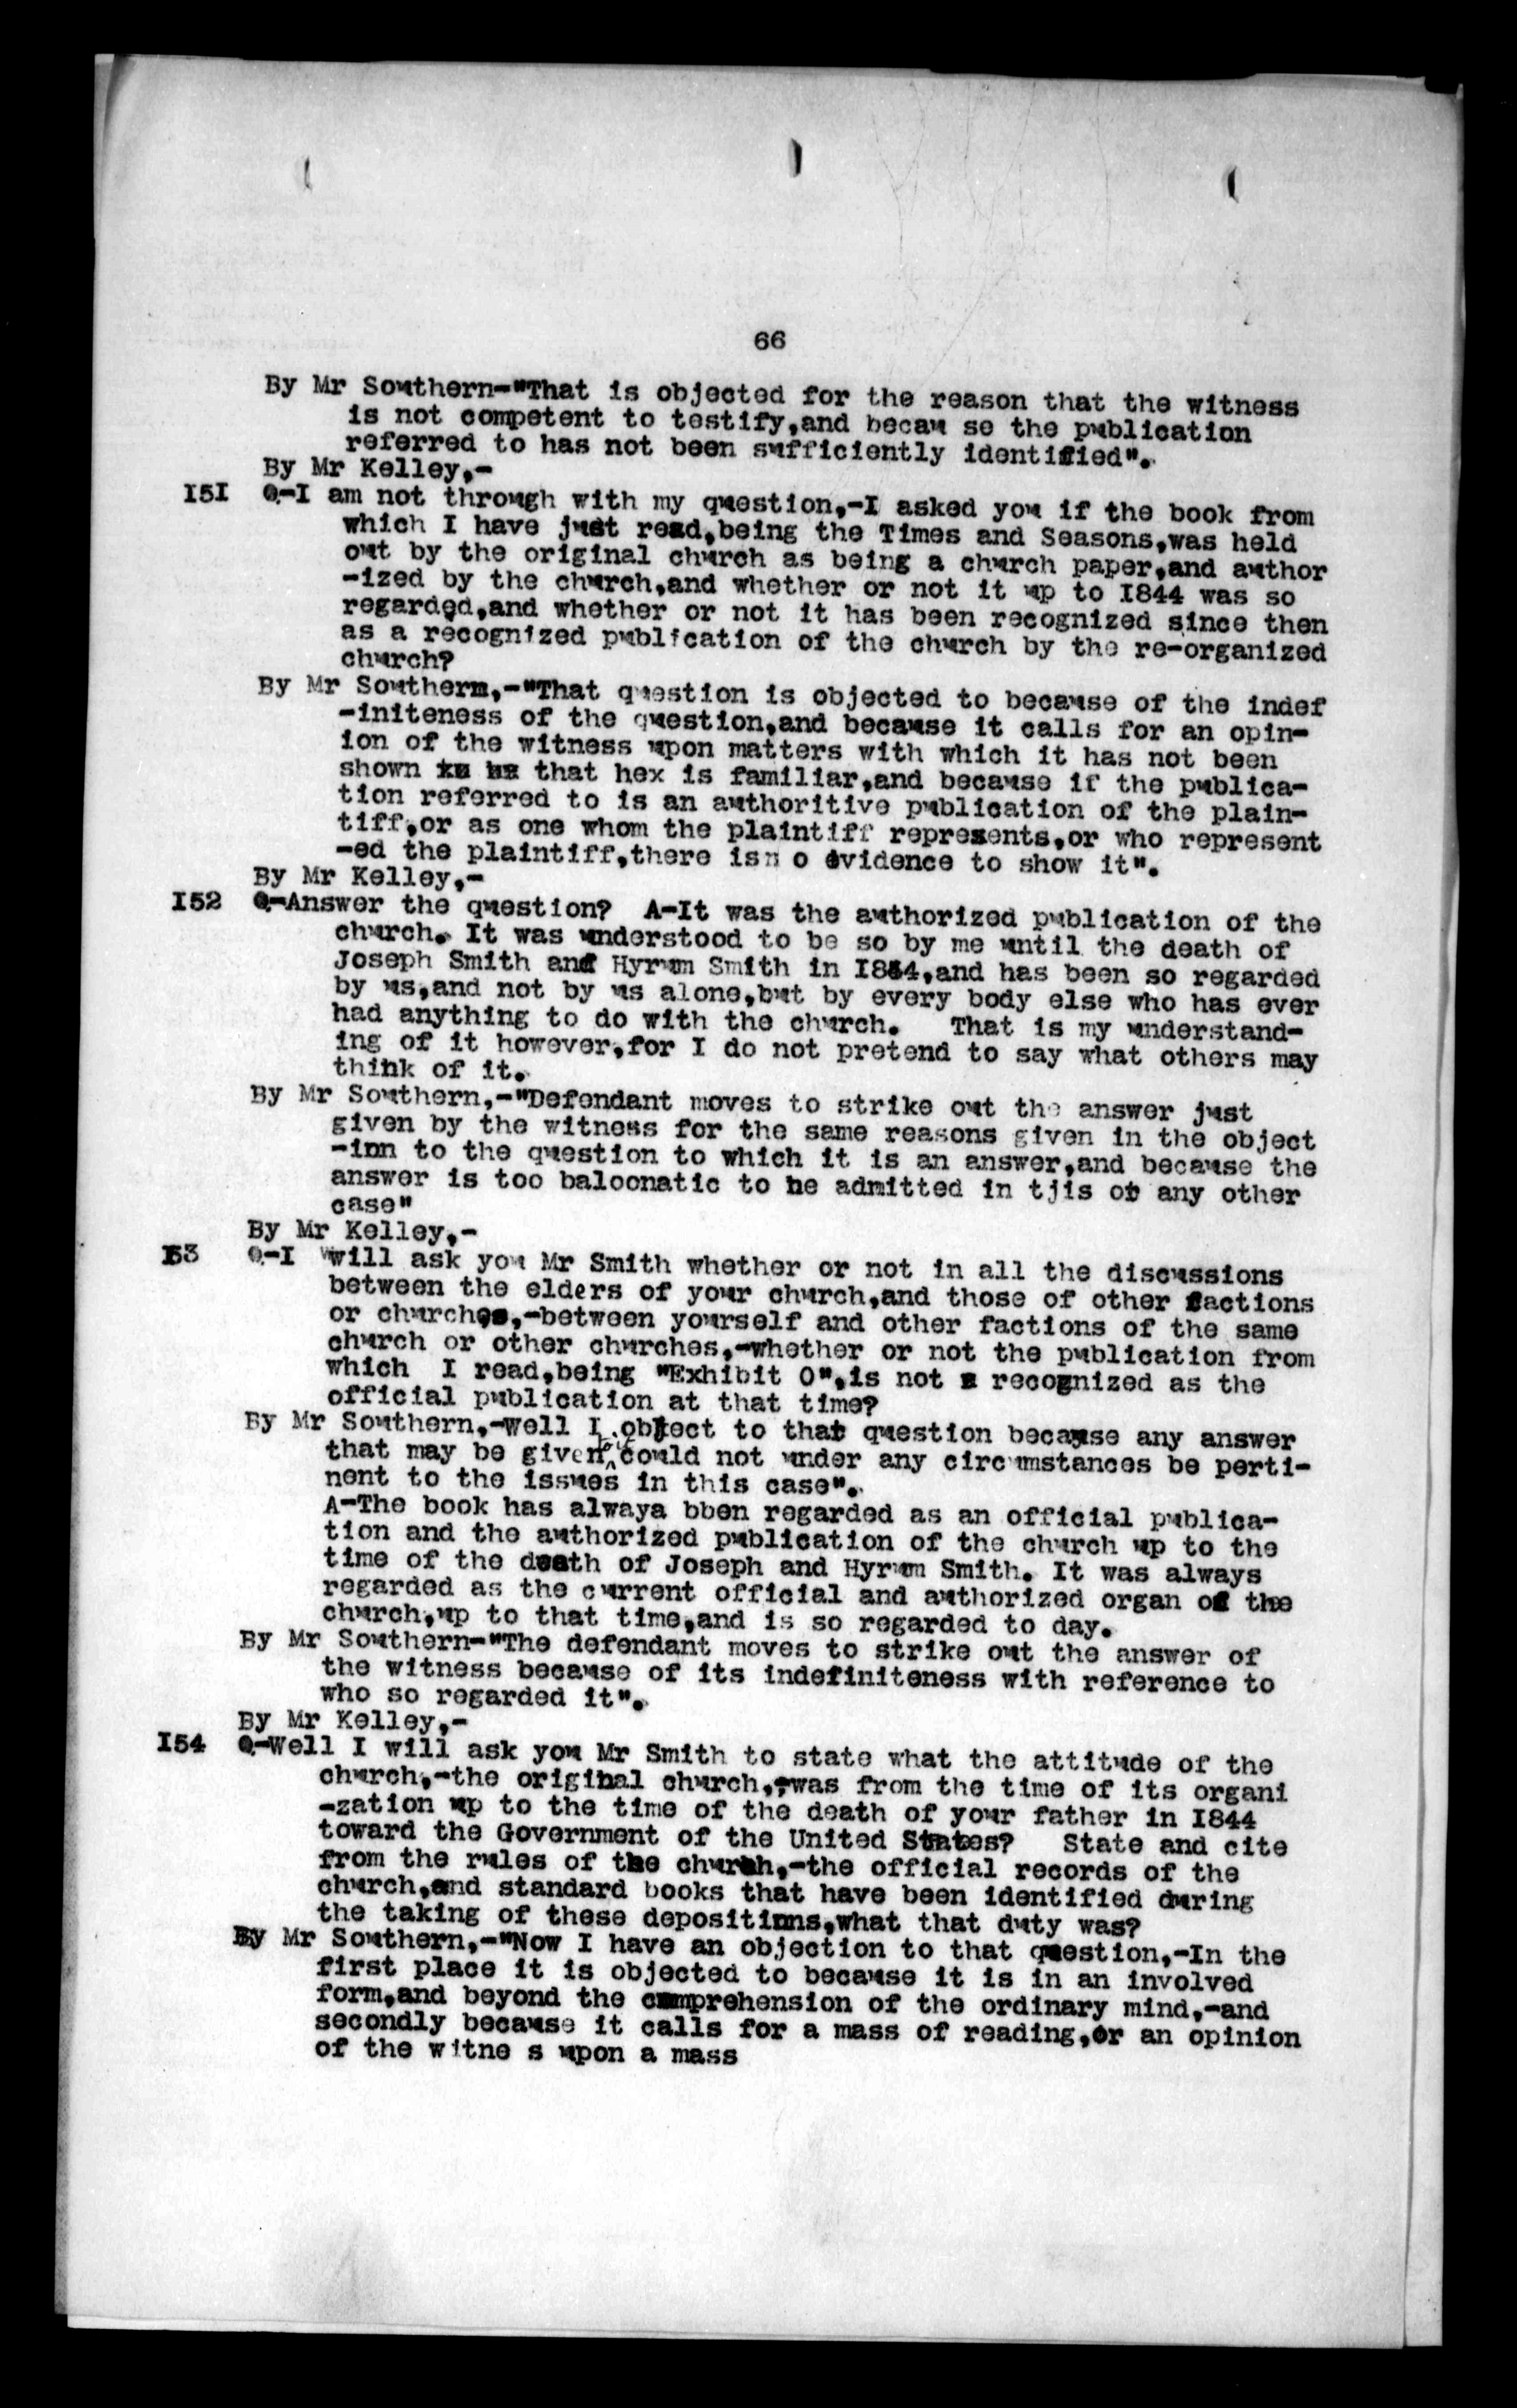 66
By Mr Southern-"That is objected for the reason that the witness
is not competent to testify,and becau se the publication
referred to has not been sufficiently identified".
By Mr Kelley,-
I5I Q-I am not through with my question,-I asked you if the book from
which I have just read,being the Times and Seasons,was held
out by the original church as being a church paper,and author
-ized by the church,and whether or not it up to I844 was so
regarded,and whether or not it has been recognized since then
as a recognized publication of the church by the re-organized
church?
By Mr Southern,-"That question is objected to because of the indef
-initeness of the question,and because it calls for an opin-
ion of the witness upon matters with which it has not been
shown that hex is familiar,and because if the publica-
tion referred to is an authoritive publication of the plain-
tiff,or as one whom the plaintiff represents,or who represent
-ed the plaintiff,there isn o evidence to show it".
By Mr Kelley,-
I52 Q-Answer the question? A-It was the authorized publication of the
church. It was understood to be so by me until the death of
Joseph Smith and Hyrum Smith in I844,and has been so regarded
by us,and not by us alone,but by every body else who has ever
had anything to do with the church. That is my understand-
ing of it however,for I do not pretend to say what others may
think of it.
By Mr Southern,-"Defendant moves to strike out the answer just
given by the witness for the same reasons given in the object
-inn to the question to which it is an answer,and because the
answer is too baloonatic to he admitted in tjis or any other
case"
By Mr Kelley,-
I53 Q-I will ask you Mr Smith whether or not in all the discussions
between the elders of your church,and those of other factions
or churches,-between yourself and other factions of the same
church or other churches,-whether or not the publication from
which I read,being "Exhibit O",is not a recognized as the
official publication at that time?
By Mr Southern,-Well I object to that question because any answer
that may be given to it could not under any circumstances be perti-
nent to the issues in this case".
A-The book has alwaya bben regarded as an official publica-
tion and the authorized publication of the church up to the
time of the death of Joseph and Hyrum Smith. It was always
regarded as the current official and authorized organ of the
church,up to that time,and is so regarded to day.
By Mr Southern-"The defendant moves to strike out the answer of
the witness because of its indefiniteness with reference to
who so regarded it".
By Mr Kelley,-
I54 Q-Well I will ask you Mr Smith to state what the attitude of the
church,-the original church,-was from the time of its organi
-zation up to the time of the death of your father in I844
toward the Government of the United States? State and cite
from the rules of the church,-the official records of the
church,and standard books that have been identified during
the taking of these depositinns,what that duty was?
By Mr Southern,-"Now I have an objection to that question,-In the
first place it is objected to because it is in an involved
form,and beyond the comprehension of the ordinary mind,-and
secondly because it calls for a mass of reading,or an opinion
of the witne s upon a mass